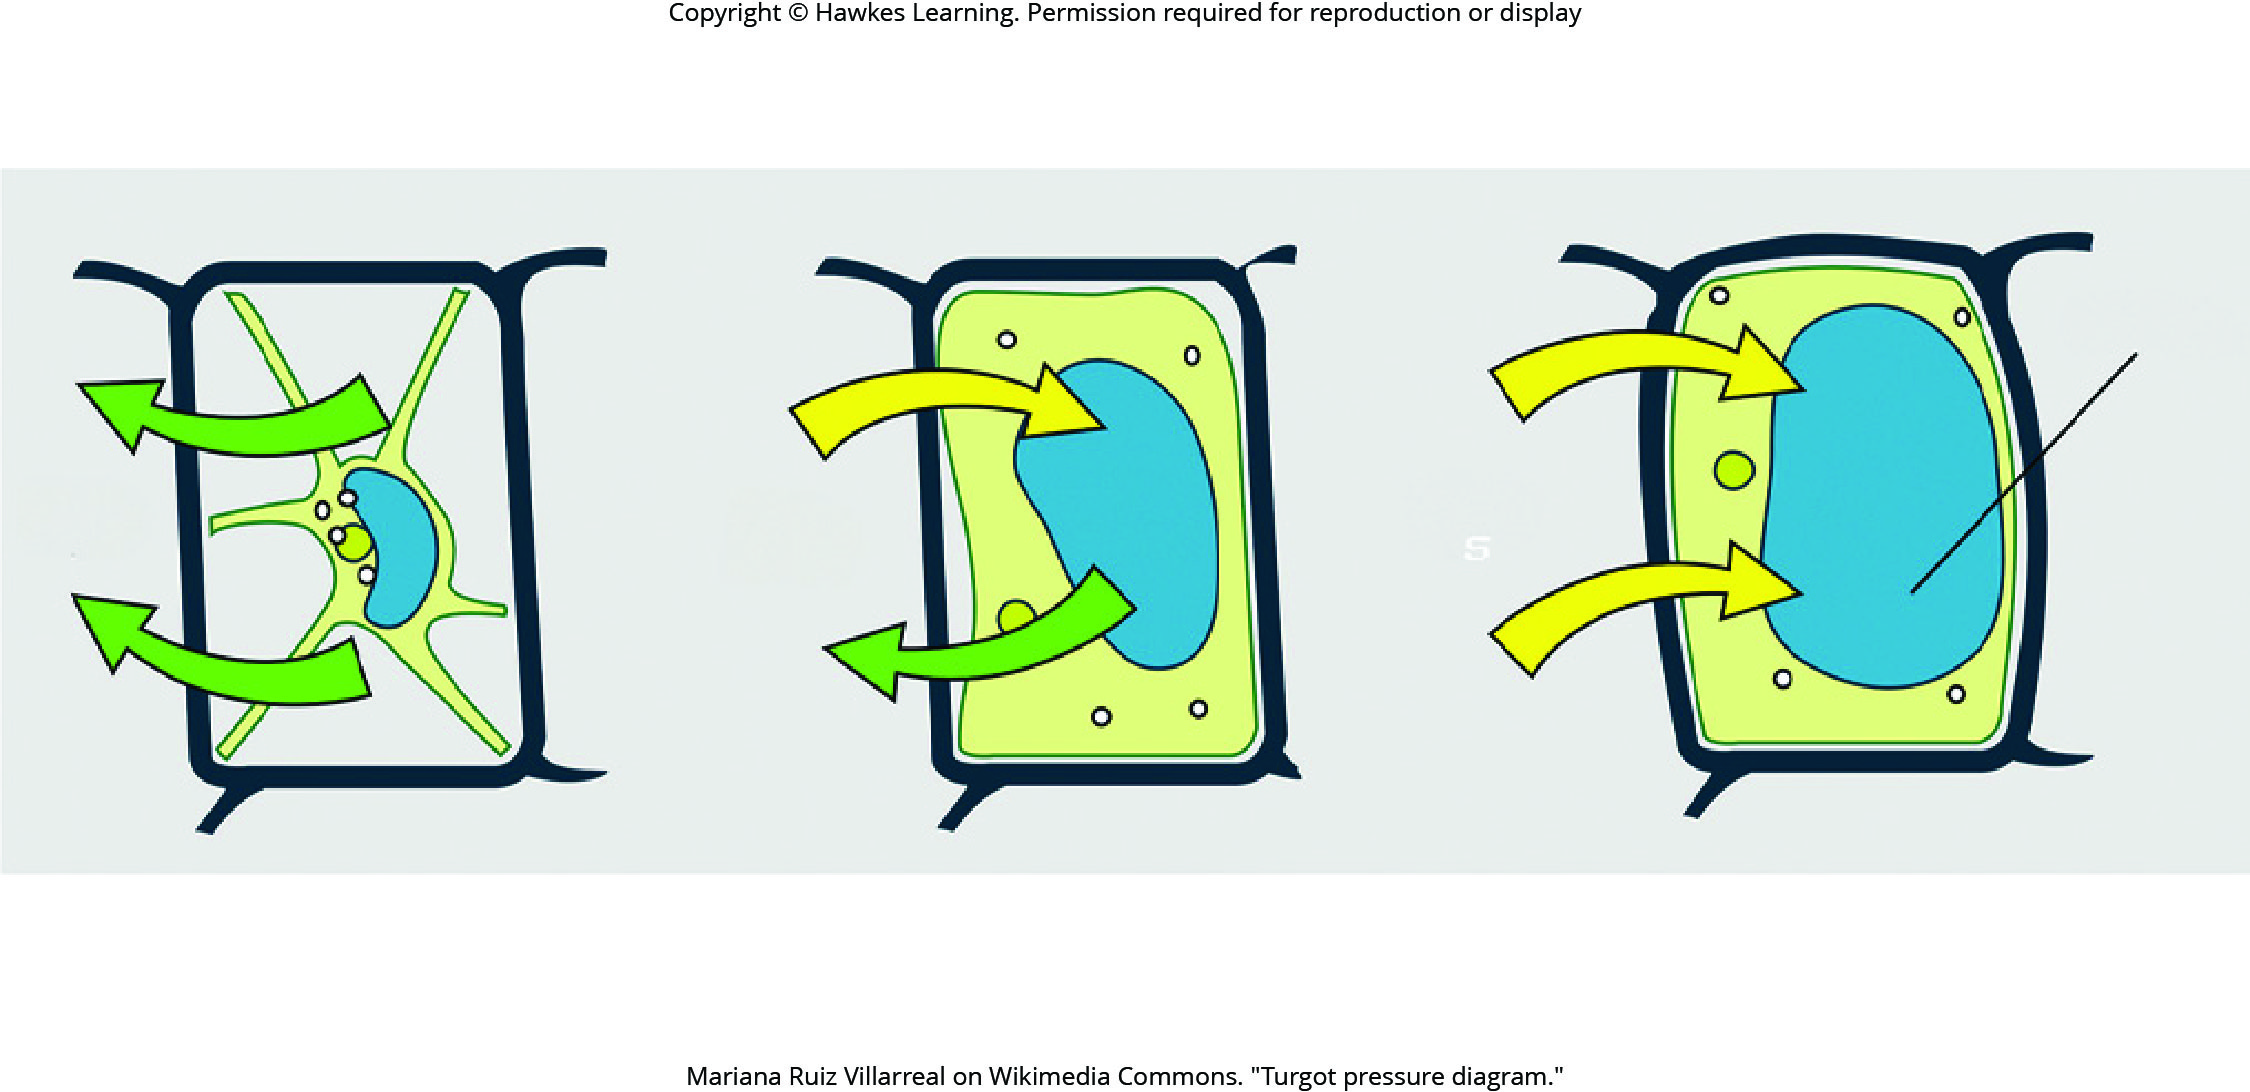 Copyright © Hawkes Learning. Permission required for reproduction or display
S
Mariana Ruiz Villarreal on Wikimedia Commons. "Turgot pressure diagram."